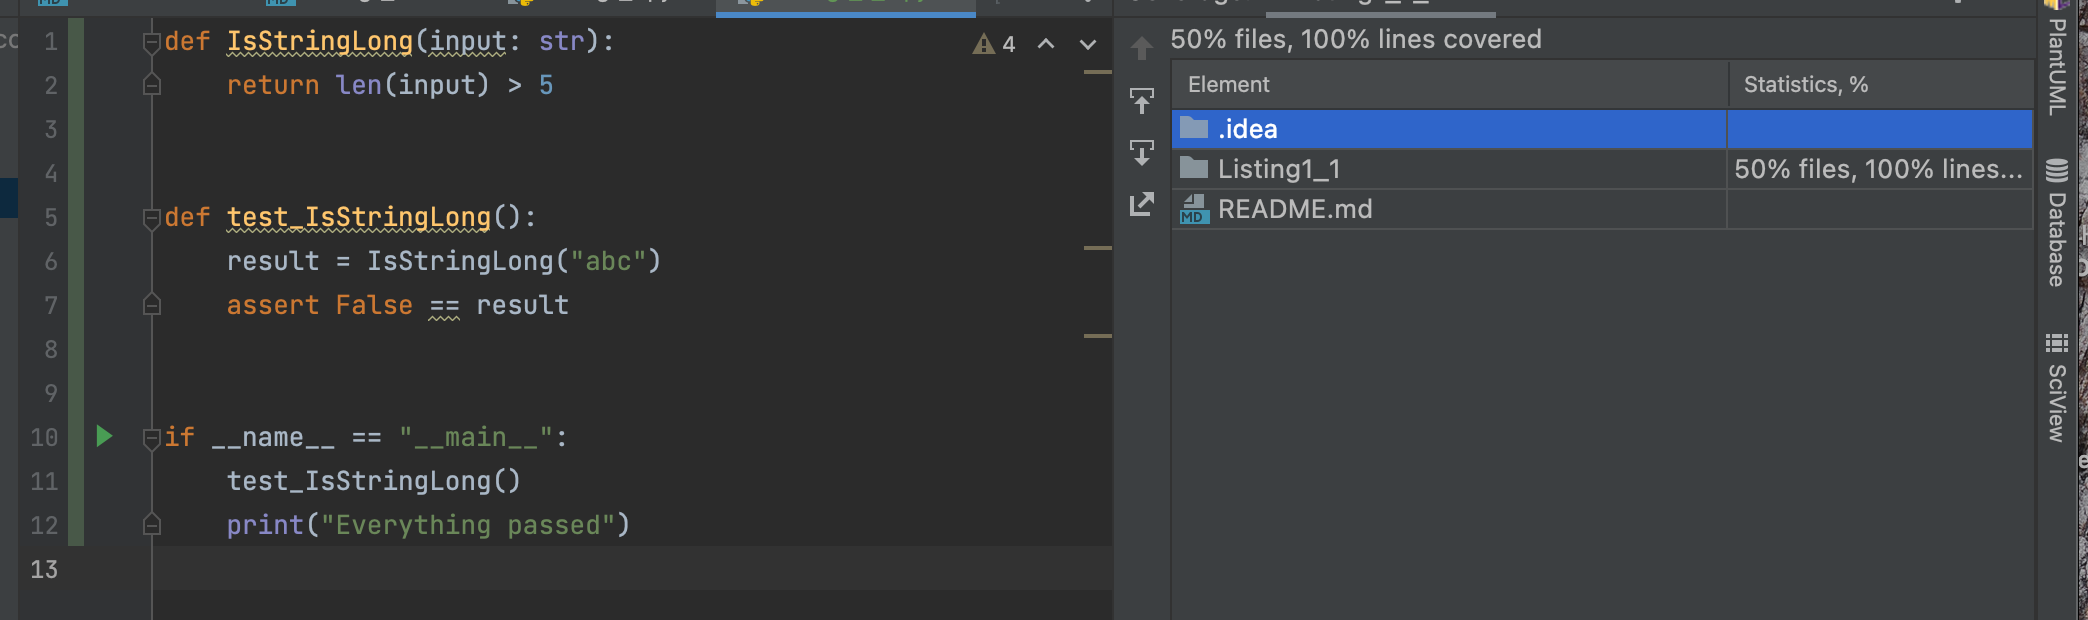 1 def IsStringLong(input: str):
2 return len(input) > 5
3
4
5 def test_IsStringLong():
6 result = IsStringLong("abc")
7 assert False == result
8
9
10 if __name__ == "__main__":
11 test_IsStringLong()
12 print("Everything passed")
13
4
50% files, 100% lines covered
Element Statistics, %
.idea
Listing1_1 50% files, 100% lines...
MD README.md
PlantUML
Database
SciView